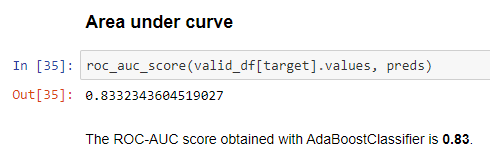 Area under curve
In [35]: roc_auc_score(valid_df[target].values, preds)
Out[35]: 0.8332343604519027
The ROC-AUC score obtained with AdaBoostClassifier is 0.83.